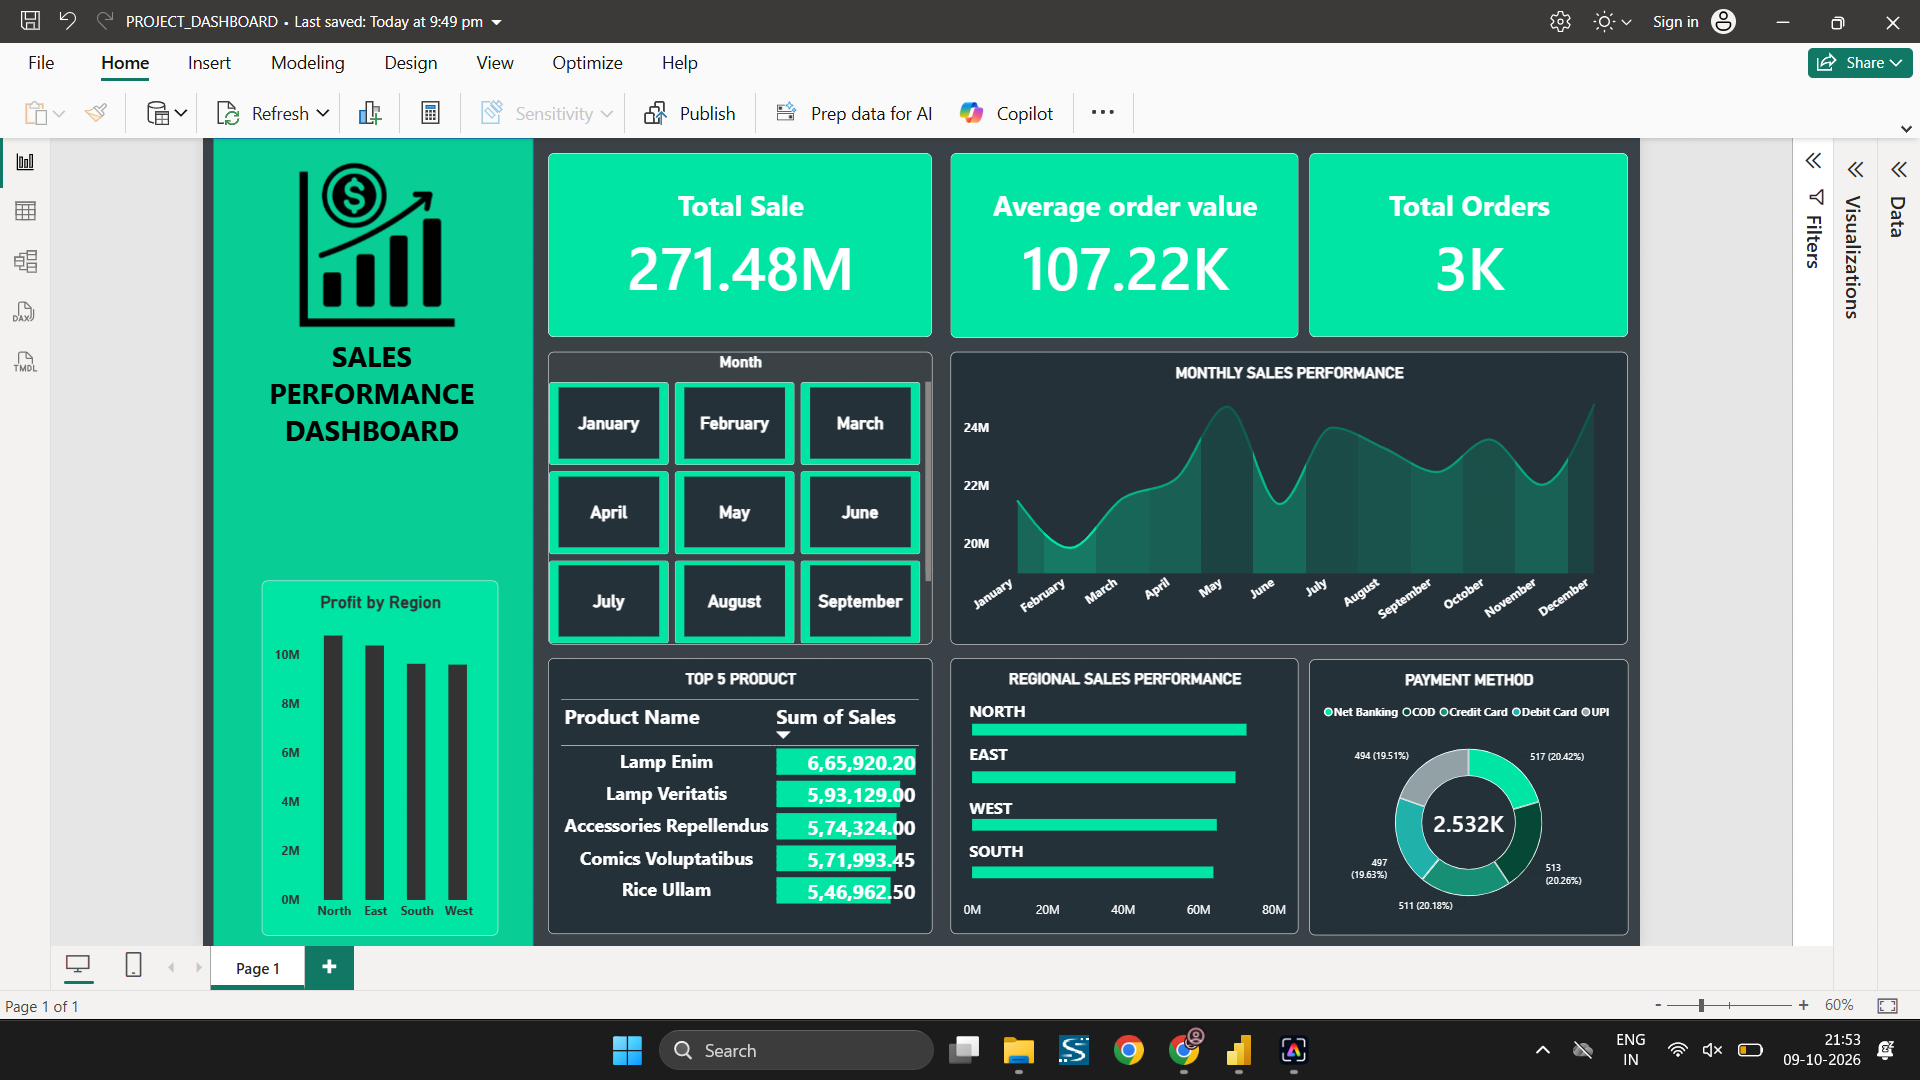 PROJECT_DASHBOARD • Last saved: Today at 9:49 pm
Sign in
File Home Insert Modeling Design View Optimize Help
Share
Refresh
Sensitivity
Publish
Prep data for AI
Copilot
DAX
TMDL
SALES
PERFORMANCE
DASHBOARD
Total Sale
271.48M
Average order value
107.22K
Total Orders
3K
Filters
Visualizations
Data
Month
January February March
April May June
July August September
MONTHLY SALES PERFORMANCE
24M
22M
20M
January February March April May June July August September October November December
Profit by Region
10M
8M
6M
4M
2M
0M
North East South West
TOP 5 PRODUCT
Product Name Sum of Sales
Lamp Enim 6,65,920.20
Lamp Veritatis 5,93,129.00
Accessories Repellendus 5,74,324.00
Comics Voluptatibus 5,71,993.45
Rice Ullam 5,46,962.50
REGIONAL SALES PERFORMANCE
NORTH
EAST
WEST
SOUTH
0M 20M 40M 60M 80M
PAYMENT METHOD
Net Banking COD Credit Card Debit Card UPI
494 (19.51%)
517 (20.42%)
2.532K
497
(19.63%)
513
(20.26%)
511 (20.18%)
Page 1
+
Page 1 of 1
- + 60%
Search
ENG
IN
21:53
09-10-2026